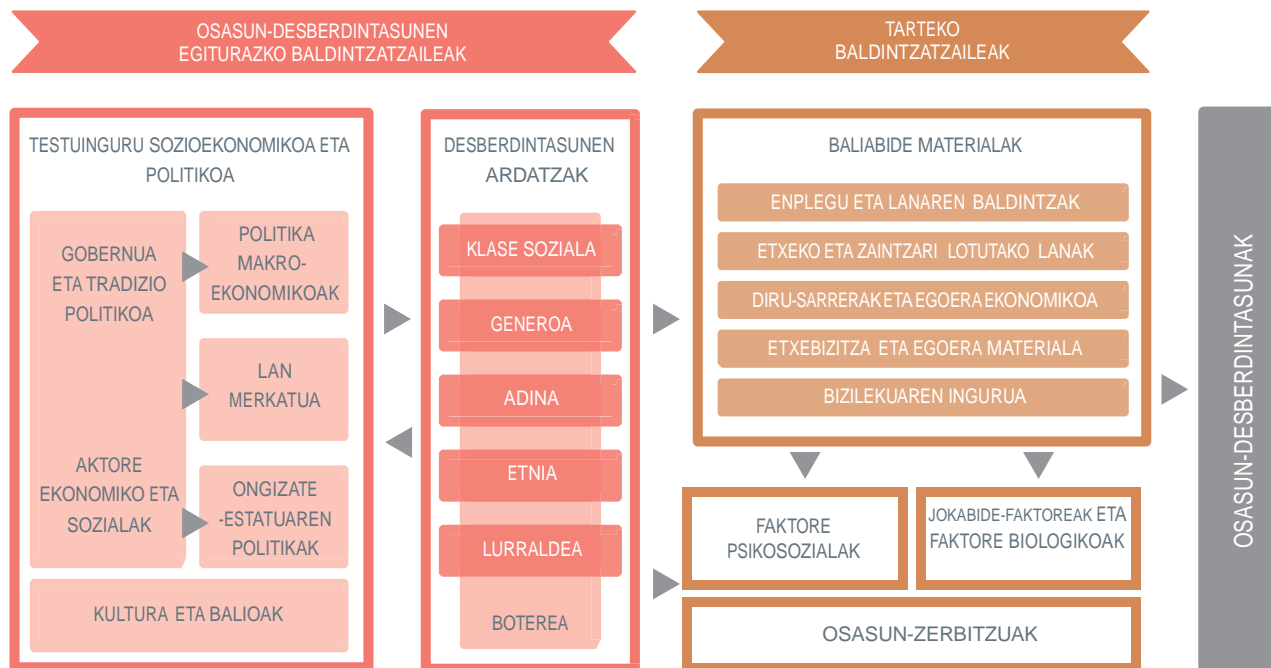 OSASUN-DESBERDINTASUNEN
EGITURAZKO BALDINTZATZAILEAK
TARTEKO
BALDINTZATZAILEAK
TESTUINGURU SOZIOEKONOMIKOA ETA
POLITIKOA
GOBERNUA
ETA TRADIZIO
POLITIKOA
AKTORE
EKONOMIKO ETA
SOZIALAK
POLITIKA
MAKRO-
EKONOMIKOAK
LAN
MERKATUA
ONGIZATE
-ESTATUAREN
POLITIKAK
KULTURA ETA BALIOAK
DESBERDINTASUNEN
ARDATZAK
KLASE SOZIALA
GENEROA
ADINA
ETNIA
LURRALDEA
BOTEREA
BALIABIDE MATERIALAK
ENPLEGU ETA LANAREN BALDINTZAK
ETXEKO ETA ZAINTZARI LOTUTAKO LANAK
DIRU-SARRERAK ETA EGOERA EKONOMIKOA
ETXEBIZITZA ETA EGOERA MATERIALA
BIZILEKUAREN INGURUA
FAKTORE
PSIKOSOZIALAK
JOKABIDE-FAKTOREAK ETA
FAKTORE BIOLOGIKOAK
OSASUN-ZERBITZUAK
OSASUN-DESBERDINTASUNAK